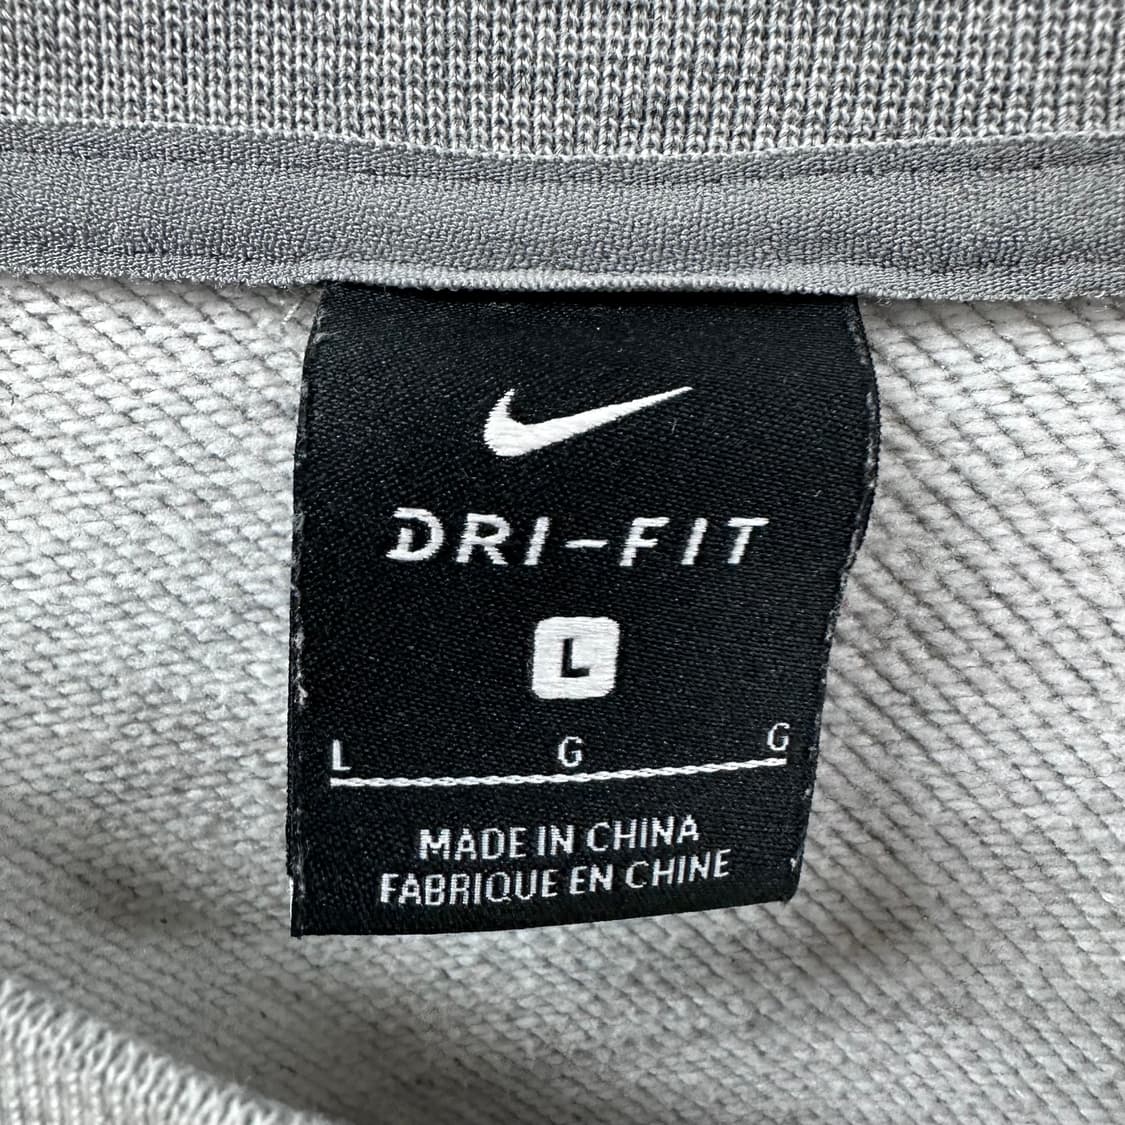 DRI-FIT
L
L G G
MADE IN CHINA
FABRIQUE EN CHINE